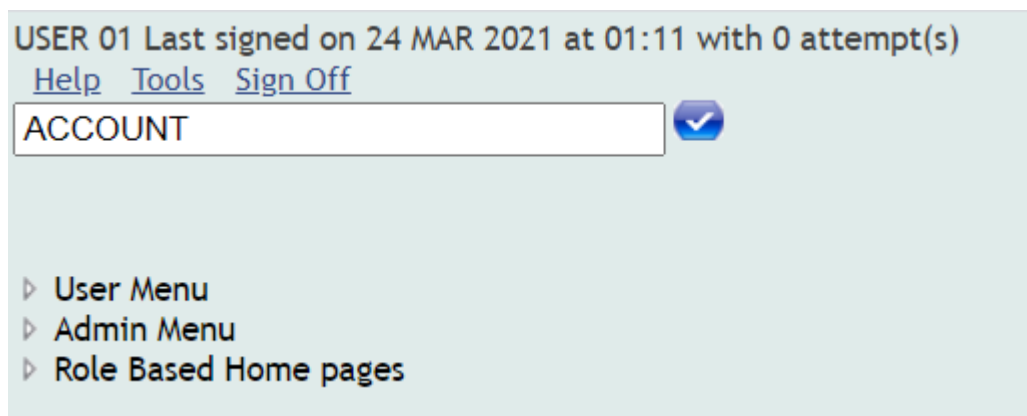 USER 01 Last signed on 24 MAR 2021 at 01:11 with 0 attempt(s)
Help Tools Sign Off
ACCOUNT
User Menu
Admin Menu
Role Based Home pages